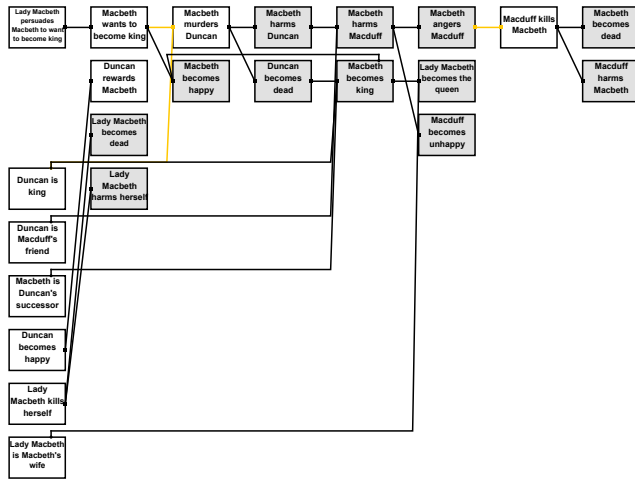 Lady Macbeth
persuades
Macbeth to want
to become king
Macbeth
wants to
become king
Macbeth
murders
Duncan
Macbeth
harms
Duncan
Macbeth
harms
Macduff
Macbeth
angers
Macduff
Macduff kills
Macbeth
Macbeth
becomes
dead
Duncan
rewards
Macbeth
Macbeth
becomes
happy
Duncan
becomes
dead
Macbeth
becomes
king
Lady Macbeth
becomes the
queen
Macduff
harms
Macbeth
Lady Macbeth
becomes
dead
Macduff
becomes
unhappy
Duncan is
king
Lady
Macbeth
harms herself
Duncan is
Macduff's
friend
Macbeth is
Duncan's
successor
Duncan
becomes
happy
Lady
Macbeth kills
herself
Lady Macbeth
is Macbeth's
wife